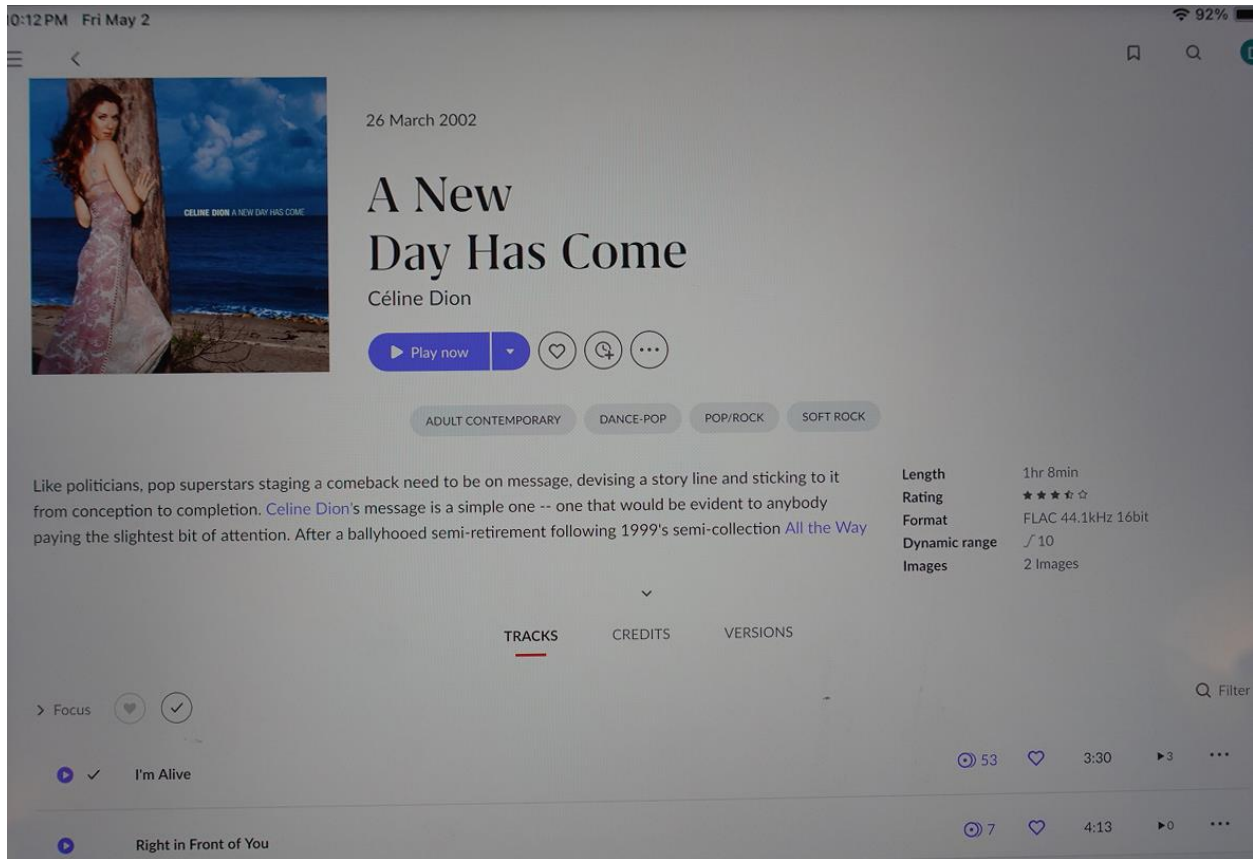 0:12 PM Fri May 2
92%
26 March 2002
CELINE DION A NEW DAY HAS COME
A New
Day Has Come
Céline Dion
Play now
ADULT CONTEMPORARY DANCE-POP POP/ROCK SOFT ROCK
Like politicians, pop superstars staging a comeback need to be on message, devising a story line and sticking to it
from conception to completion. Celine Dion's message is a simple one -- one that would be evident to anybody
paying the slightest bit of attention. After a ballyhooed semi-retirement following 1999's semi-collection All the Way
Length 1hr 8min
Rating
Format FLAC 44.1kHz 16bit
Dynamic range 10
Images 2 Images
TRACKS CREDITS VERSIONS
Focus
Filter
I'm Alive 53 3:30 3
Right in Front of You 7 4:13 0